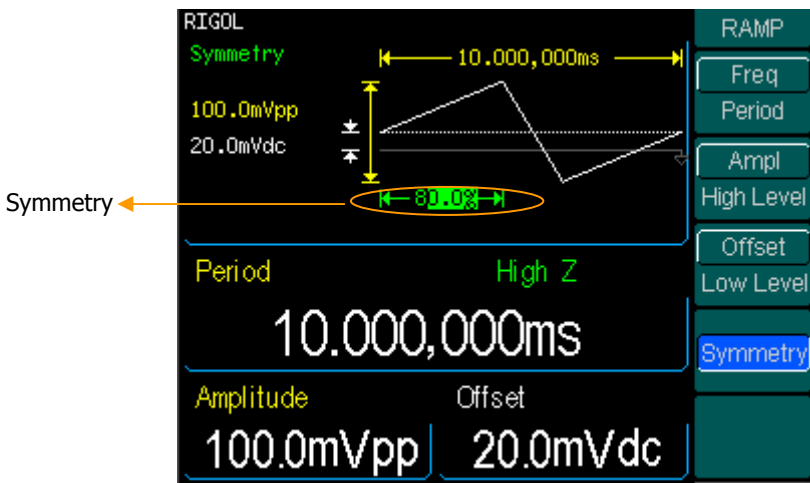 RIGOL
Symmetry
10.000,000ms
100.0mVpp
20.0mVdc
80.0%
Symmetry
Period
High Z
10.000,000ms
Amplitude
Offset
100.0mVpp
20.0mVdc
RAMP
Freq
Period
Ampl
High Level
Offset
Low Level
Symmetry